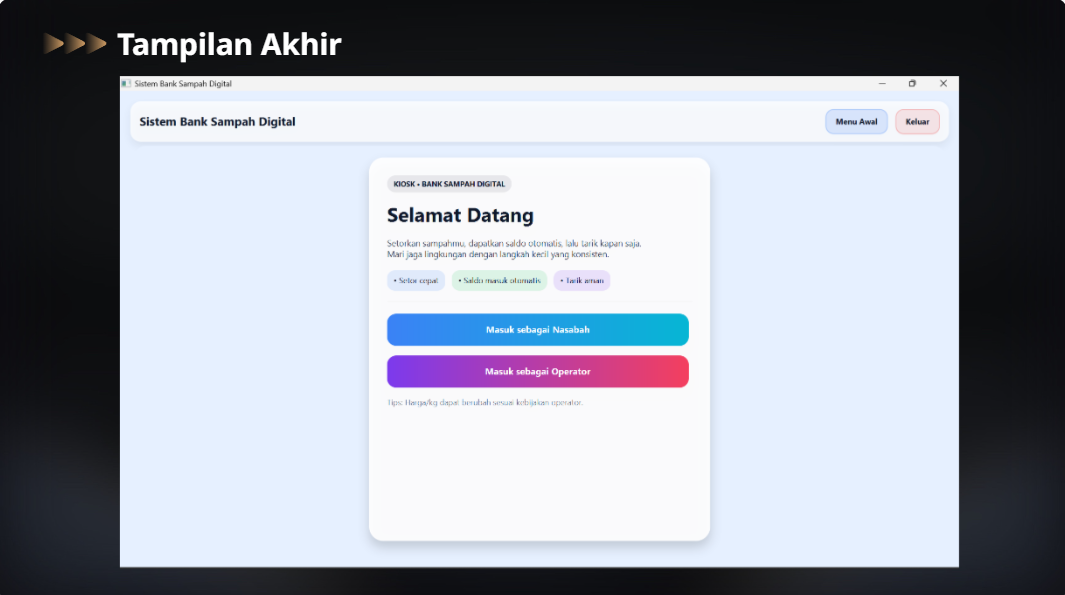 Tampilan Akhir
Sistem Bank Sampah Digital
Sistem Bank Sampah Digital
Menu Awal
Keluar
KIOSK • BANK SAMPAH DIGITAL
Selamat Datang
Setorkan sampahmu, dapatkan saldo otomatis, lalu tarik kapan saja.
Mari jaga lingkungan dengan langkah kecil yang konsisten.
• Setor cepat
• Saldo masuk otomatis
• Tarik aman
Masuk sebagai Nasabah
Masuk sebagai Operator
Tips: Harga/kg dapat berubah sesuai kebijakan operator.